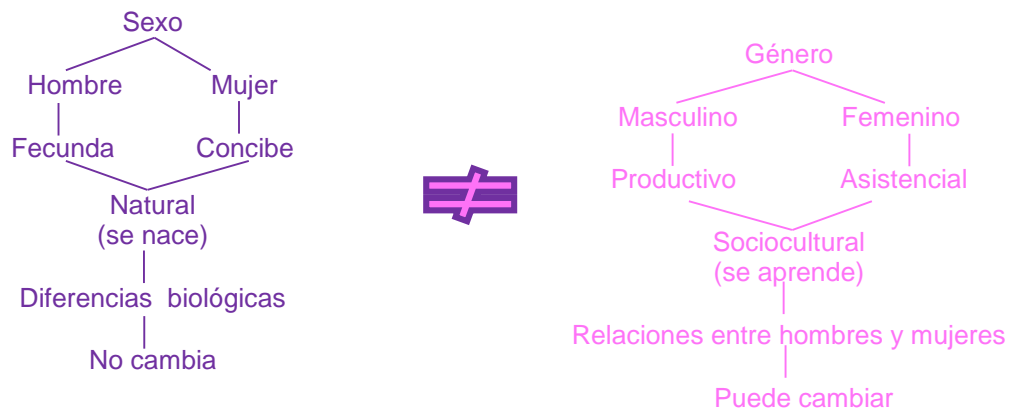 Sexo
Hombre Mujer
Fecunda Concibe
Natural
(se nace)
Diferencias biológicas
No cambia
≠
Género
Masculino Femenino
Productivo Asistencial
Sociocultural
(se aprende)
Relaciones entre hombres y mujeres
Puede cambiar